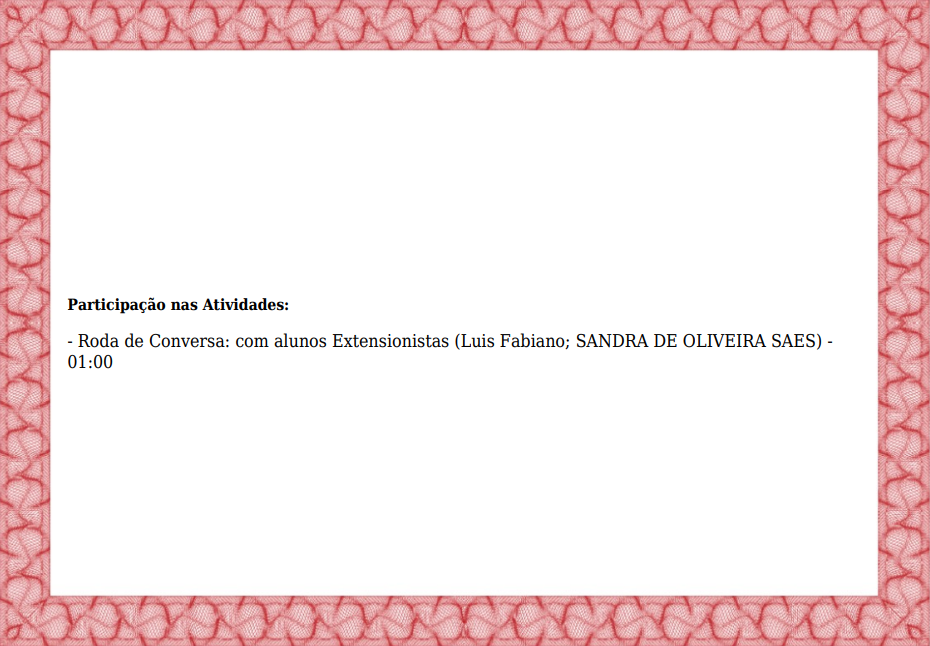 Participação nas Atividades:
- Roda de Conversa: com alunos Extensionistas (Luis Fabiano; SANDRA DE OLIVEIRA SAES) -
01:00